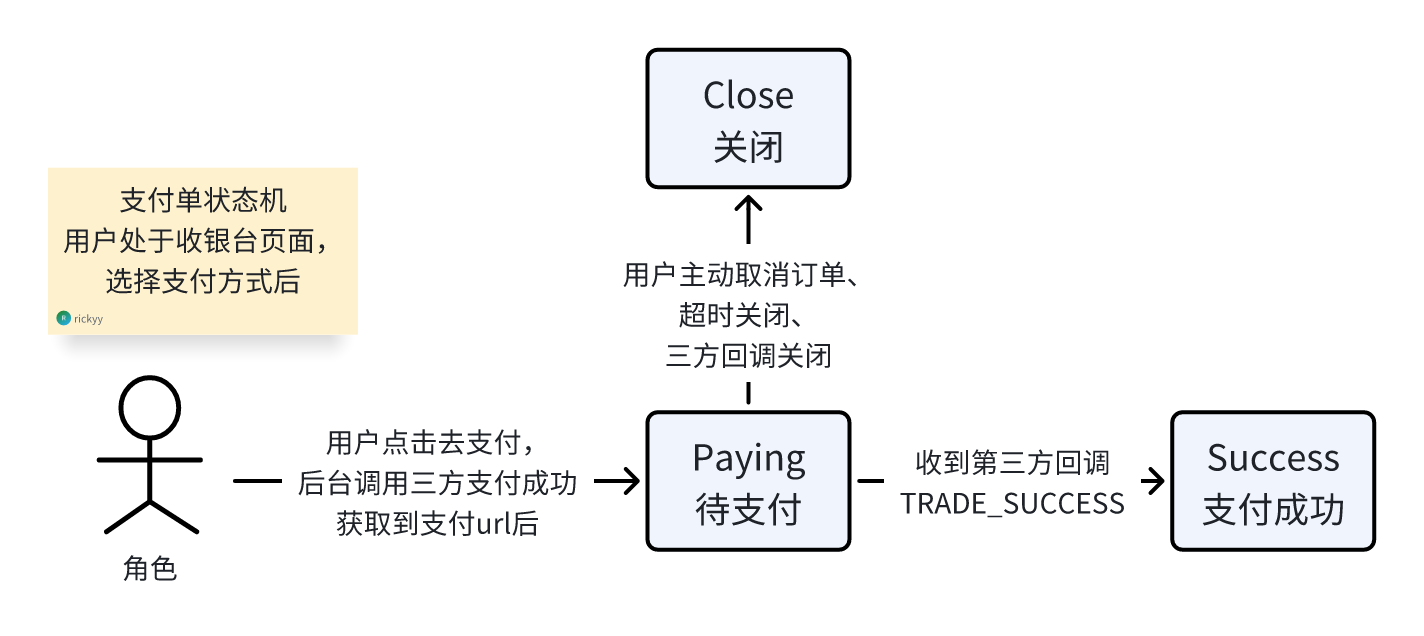 Close
关闭
支付单状态机
用户处于收银台页面，
选择支付方式后
R
rickyy
用户主动取消订单、
超时关闭、
三方回调关闭
用户点击去支付，
后台调用三方支付成功
获取到支付url后
Paying
待支付
收到第三方回调
TRADE_SUCCESS
Success
支付成功
角色